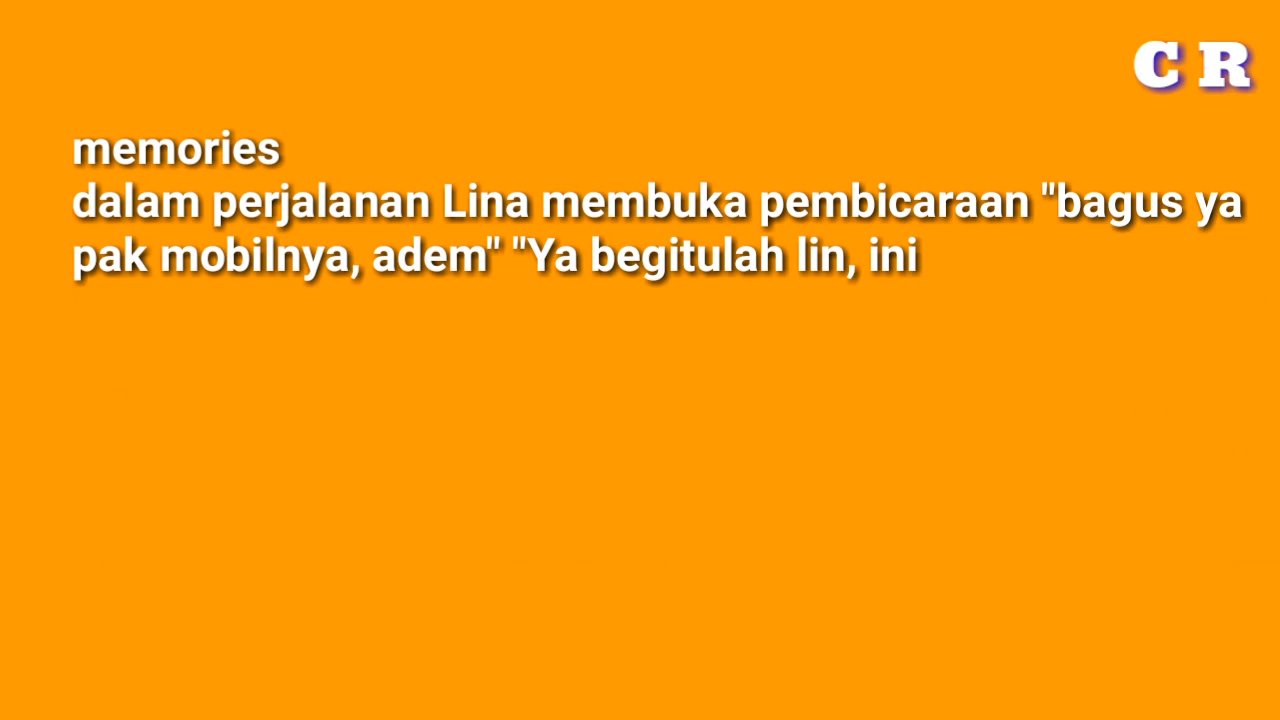 C R
memories
dalam perjalanan Lina membuka pembicaraan "bagus ya
pak mobilnya, adem" "Ya begitulah lin, ini